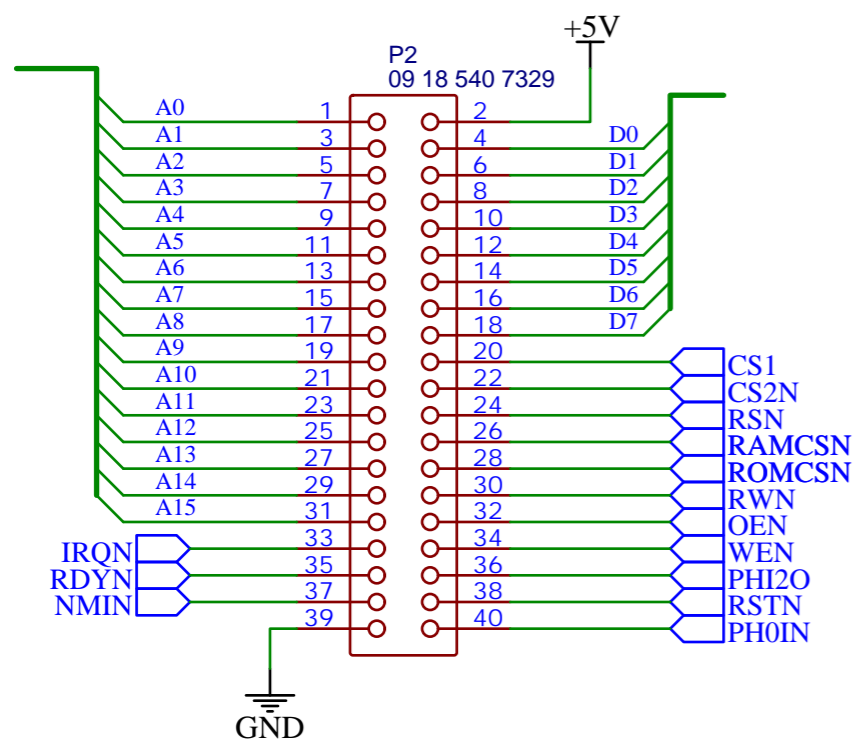 +5V
P2
09 18 540 7329
A0 1 2
A1 3 4 D0
A2 5 6 D1
A3 7 8 D2
A4 9 10 D3
A5 11 12 D4
A6 13 14 D5
A7 15 16 D6
A8 17 18 D7
A9 19 20 CS1
A10 21 22 CS2N
A11 23 24 RSN
A12 25 26 RAMCSN
A13 27 28 ROMCSN
A14 29 30 RWN
A15 31 32 OEN
IRQN 33 34 WEN
RDYN 35 36 PHI2O
NMIN 37 38 RSTN
39 40 PH0IN
GND